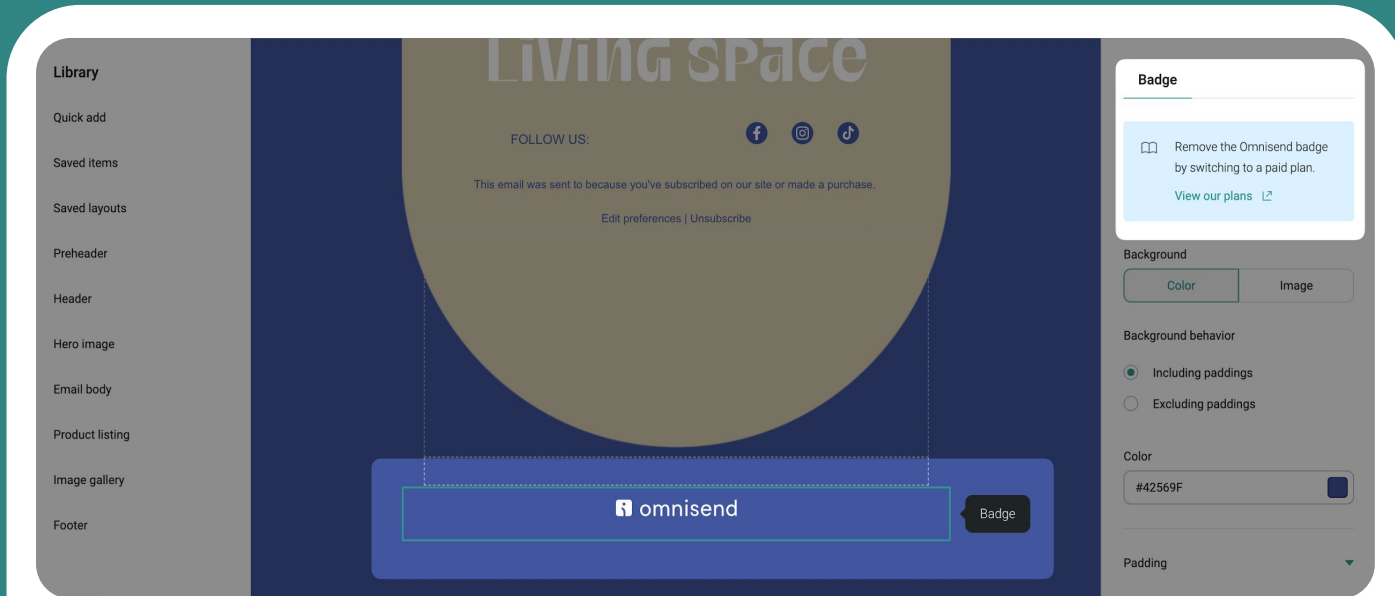 Library
Quick add
Saved items
Saved layouts
Preheader
Header
Hero image
Email body
Product listing
Image gallery
Footer
Living space
FOLLOW US:
This email was sent to because you've subscribed on our site or made a purchase.
Edit preferences | Unsubscribe
omnisend
Badge
Badge
Remove the Omnisend badge
by switching to a paid plan.
View our plans
Background
Color Image
Background behavior
Including paddings
Excluding paddings
Color
#42569F
Padding